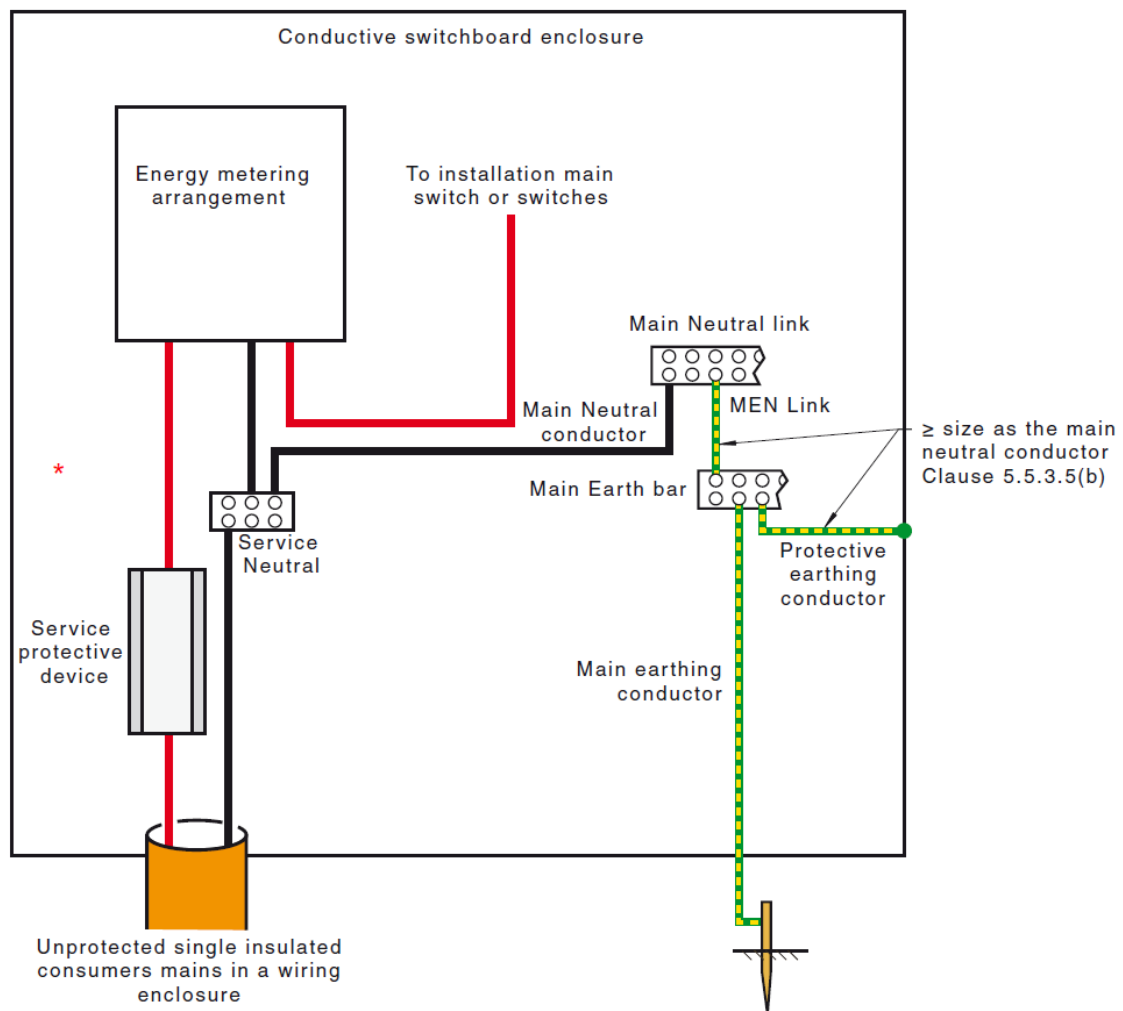 Conductive switchboard enclosure
Energy metering
arrangement
To installation main
switch or switches
Main Neutral link
Main Neutral
conductor
MEN Link
≥ size as the main
neutral conductor
Clause 5.5.3.5(b)
*
Main Earth bar
Service
Neutral
Protective
earthing
conductor
Service
protective
device
Main earthing
conductor
Unprotected single insulated
consumers mains in a wiring
enclosure